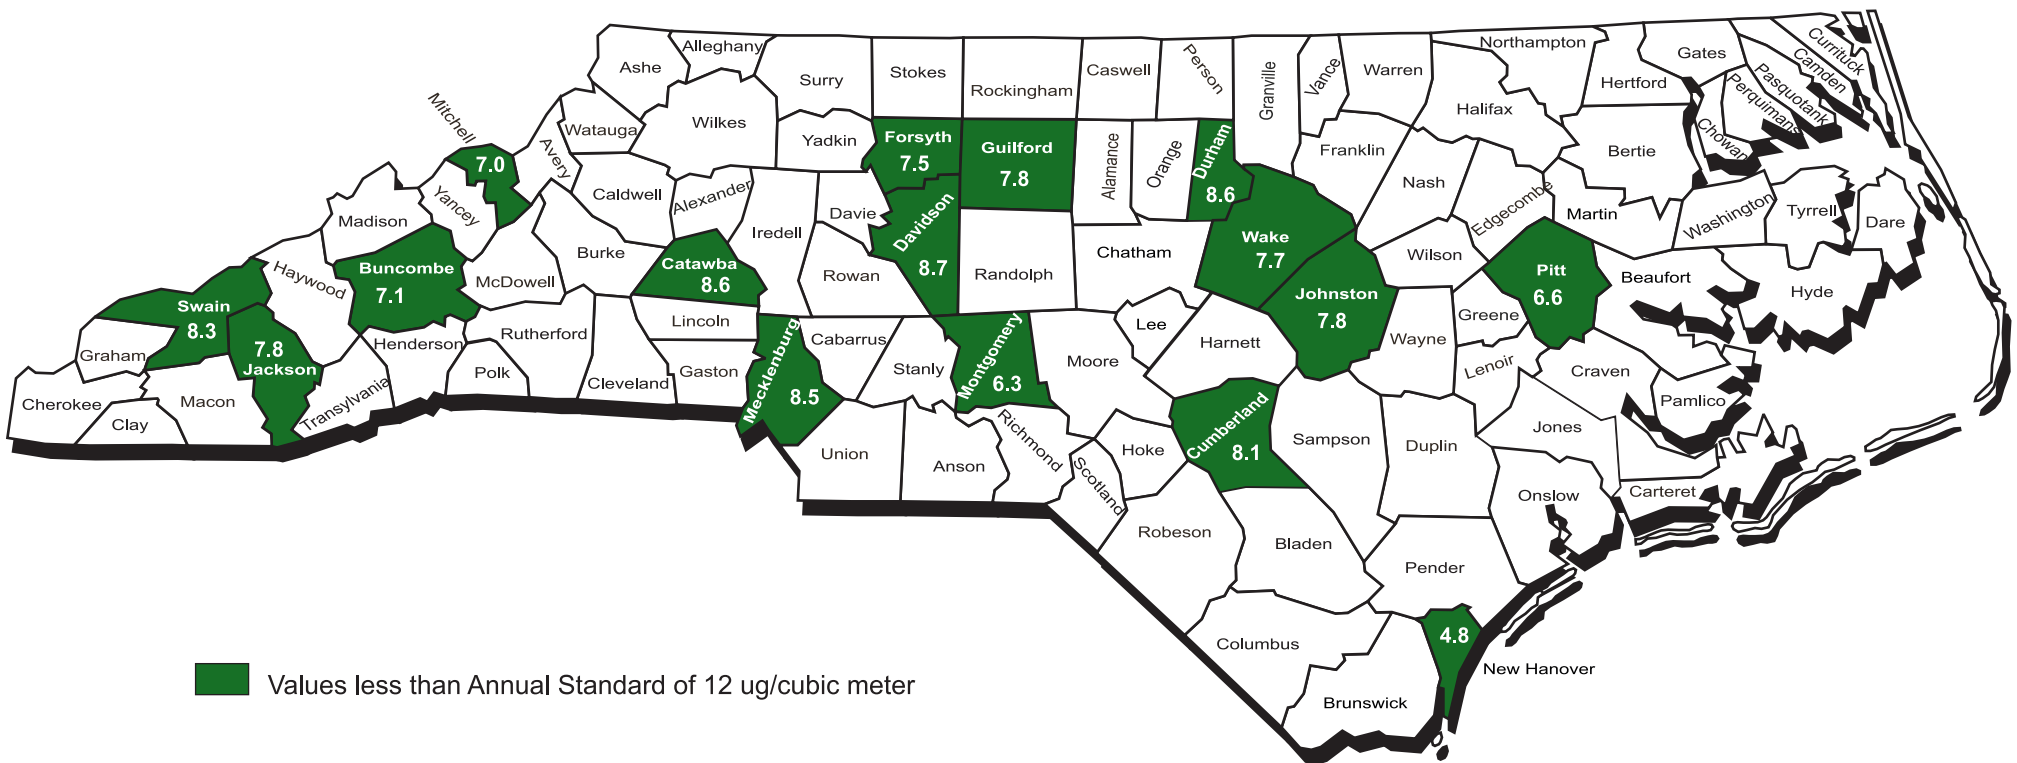 Alleghany
Ashe
Surry
Stokes
Rockingham
Caswell
Person
Granville
Vance
Warren
Northampton
Halifax
Hertford
Gates
Currituck
Camden
Pasquotank
Perquimans
Chowan
Bertie
Mitchell
7.0
Watauga
Wilkes
Yadkin
Forsyth
7.5
Guilford
7.8
Alamance
Orange
Durham
8.6
Franklin
Nash
Edgecombe
Martin
Washington
Tyrrell
Dare
Avery
Caldwell
Alexander
Iredell
Davie
Davidson
8.7
Madison
Yancey
Haywood
Buncombe
7.1
McDowell
Burke
Catawba
8.6
Rowan
Randolph
Chatham
Wake
7.7
Johnston
7.8
Wilson
Greene
Pitt
6.6
Beaufort
Hyde
Swain
8.3
7.8
Jackson
Graham
Cherokee
Clay
Macon
Transylvania
Henderson
Polk
Rutherford
Cleveland
Lincoln
Gaston
Mecklenburg
8.5
Cabarrus
Stanly
Montgomery
6.3
Moore
Lee
Harnett
Wayne
Lenoir
Craven
Pamlico
Jones
Carteret
Onslow
Union
Anson
Richmond
Scotland
Hoke
Cumberland
8.1
Sampson
Duplin
Robeson
Bladen
Pender
Columbus
Brunswick
4.8
New Hanover
Values less than Annual Standard of 12 ug/cubic meter